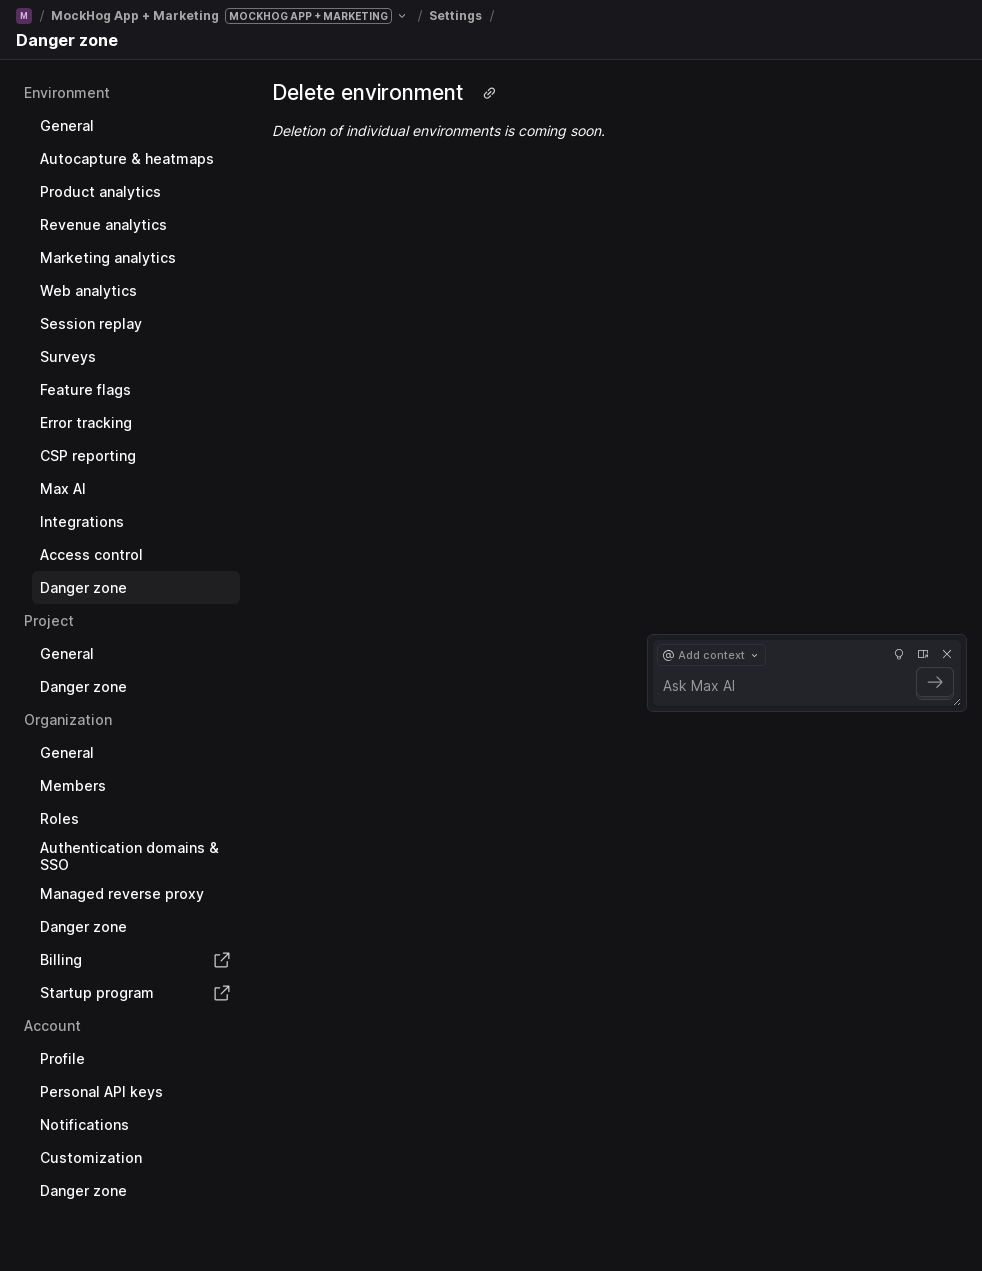 M / MockHog App + Marketing MOCKHOG APP + MARKETING / Settings /
Danger zone
Environment
General
Autocapture & heatmaps
Product analytics
Revenue analytics
Marketing analytics
Web analytics
Session replay
Surveys
Feature flags
Error tracking
CSP reporting
Max AI
Integrations
Access control
Danger zone
Project
General
Danger zone
Organization
General
Members
Roles
Authentication domains &
SSO
Managed reverse proxy
Danger zone
Billing
Startup program
Account
Profile
Personal API keys
Notifications
Customization
Danger zone
Delete environment
Deletion of individual environments is coming soon.
@ Add context
Ask Max AI